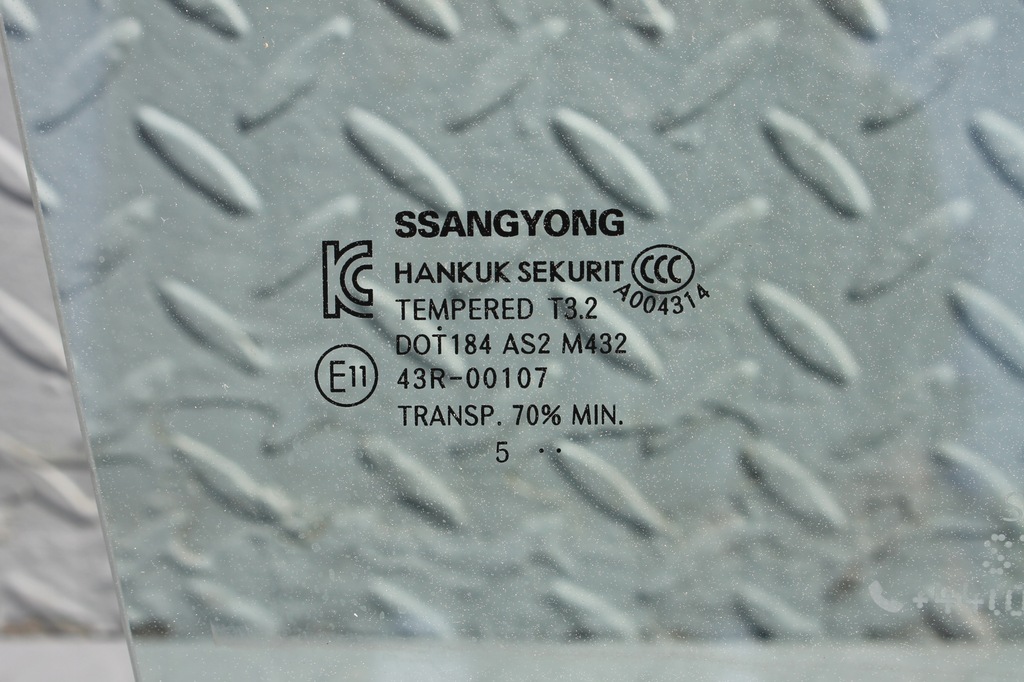 SSANGYONG
KC
HANKUK SEKURIT CCC
A004314
TEMPERED T3.2
DOT184 AS2 M432
E11 43R-00107
TRANSP. 70% MIN.
5 ··